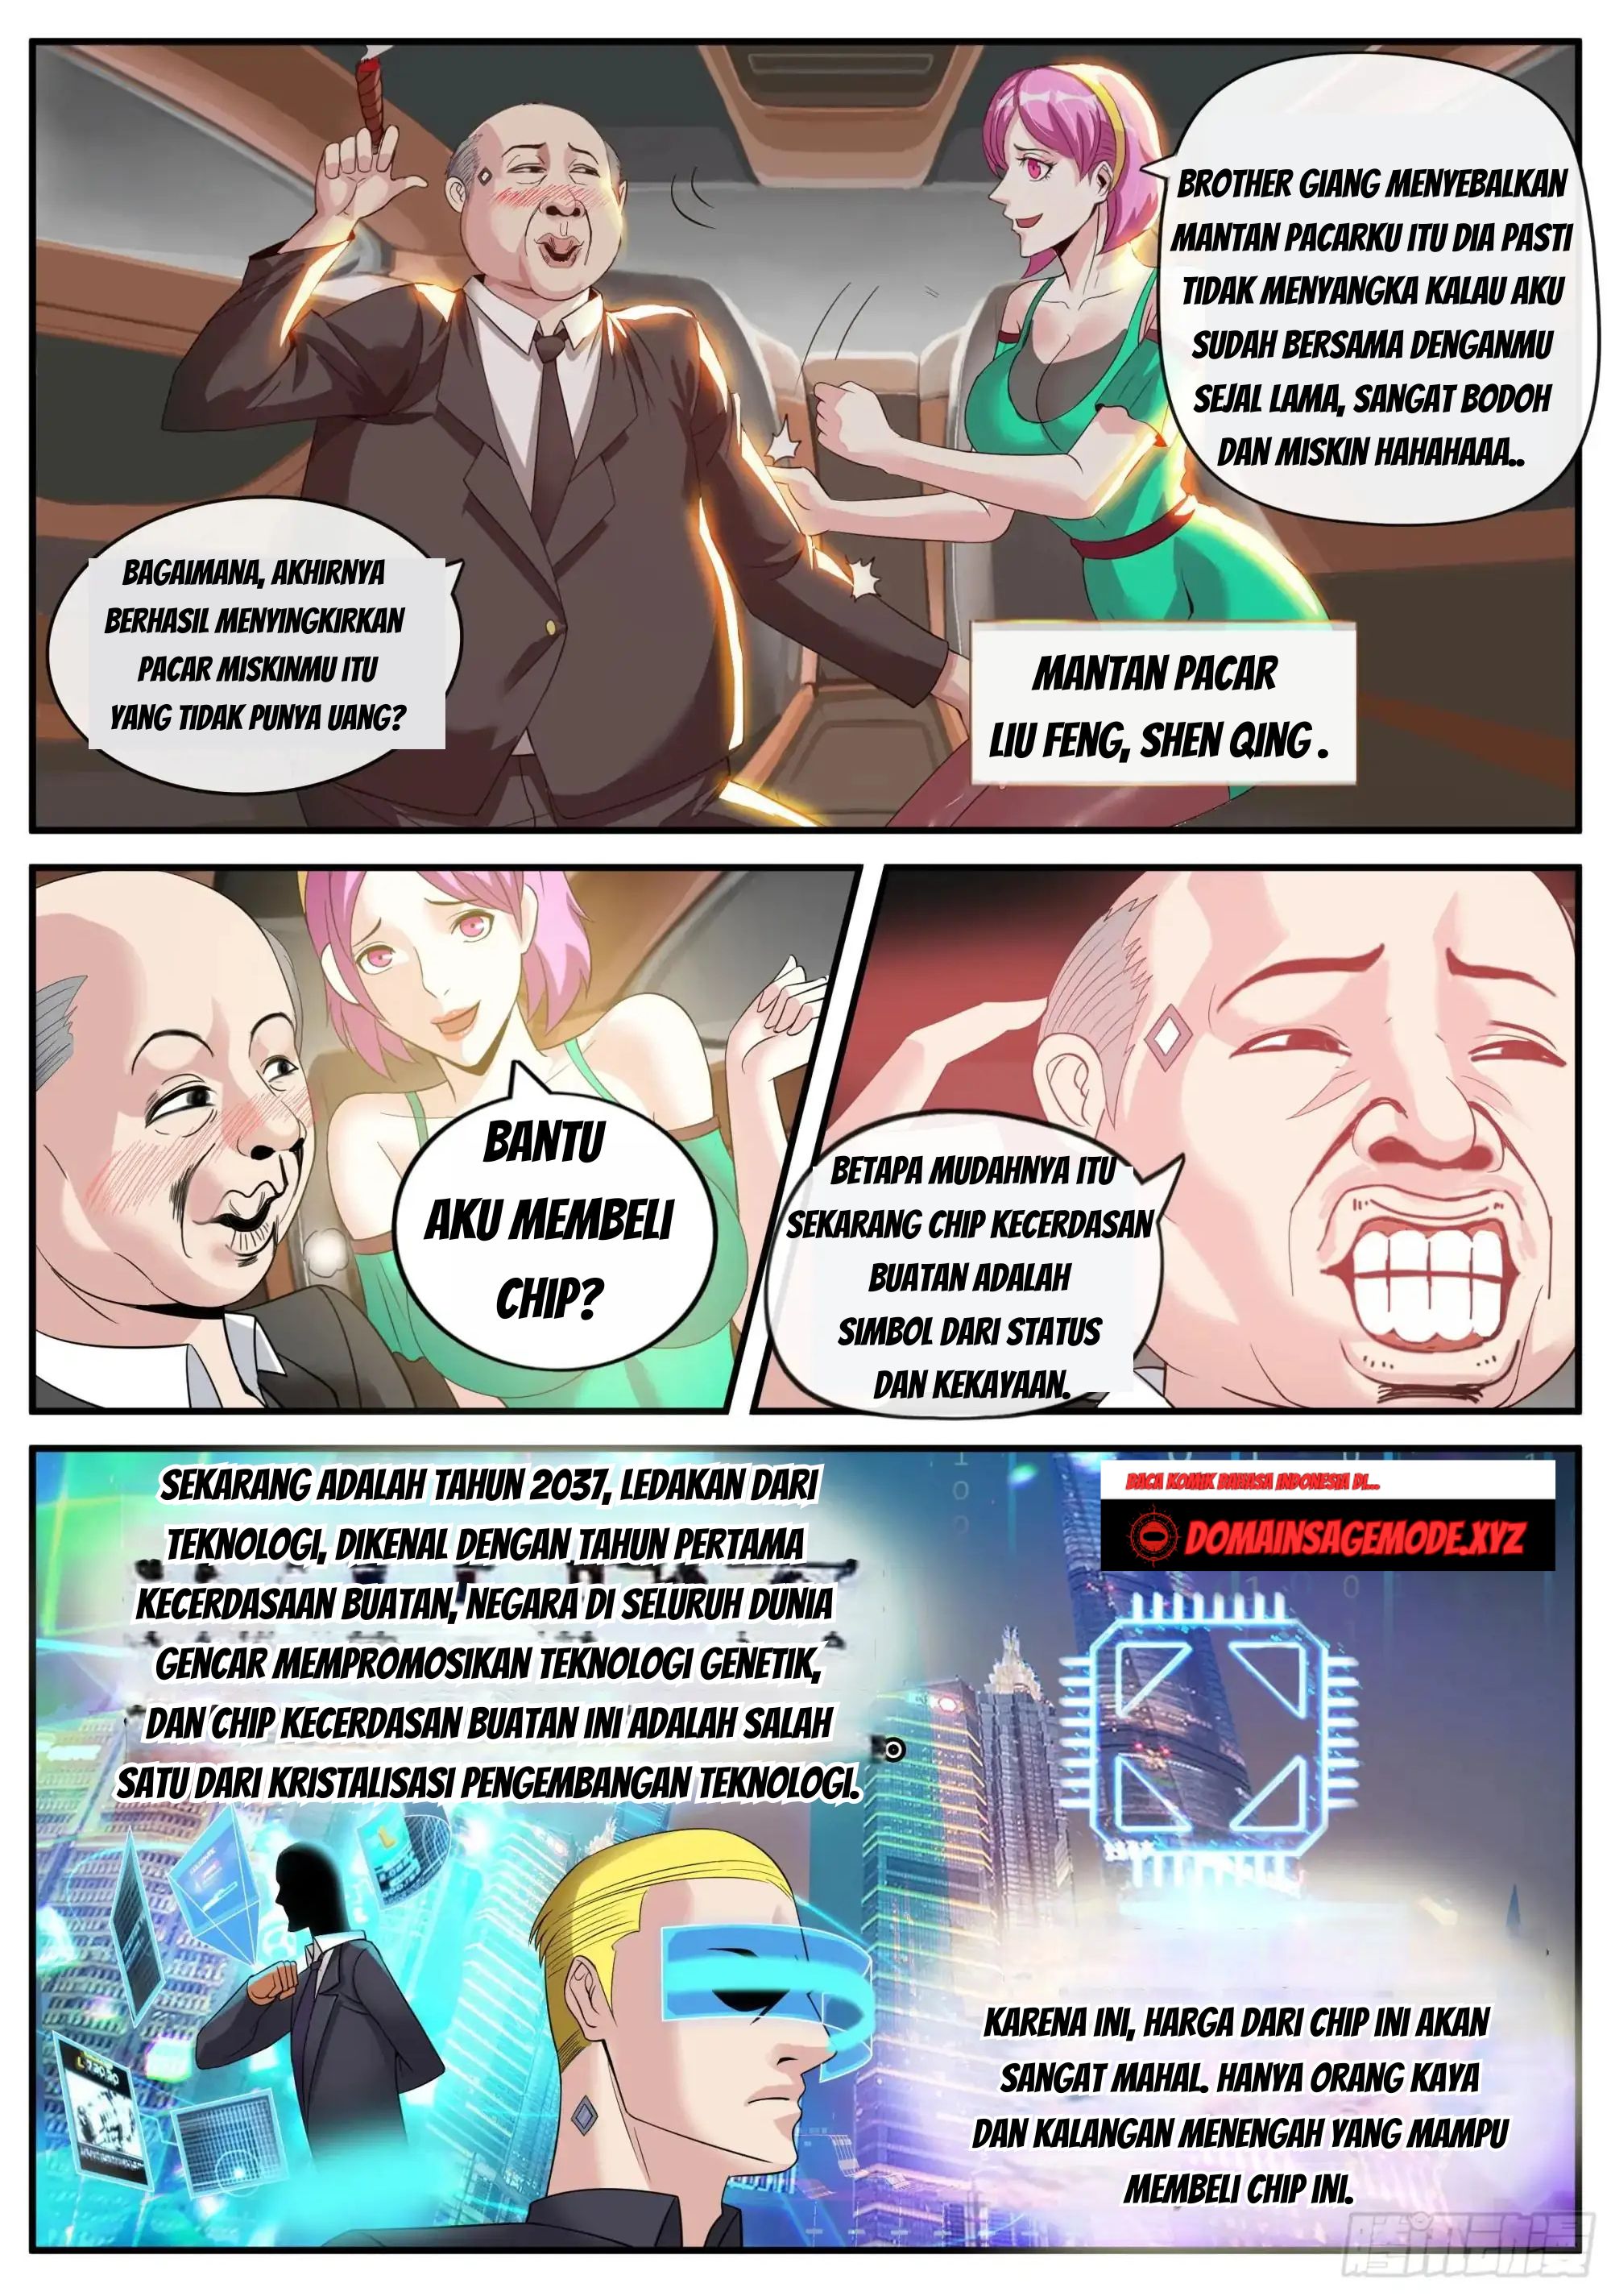 BROTHER GIANG MENYEBALKAN
MANTAN PACARKU ITU DIA PASTI
TIDAK MENYANGKA KALAU AKU
SUDAH BERSAMA DENGANMU
SEJAL LAMA, SANGAT BODOH
DAN MISKIN HAHAHAAA..
BAGAIMANA, AKHIRNYA
BERHASIL MENYINGKIRKAN
PACAR MISKINMU ITU
YANG TIDAK PUNYA UANG?
MANTAN PACAR
LIU FENG, SHEN QING .
BANTU
AKU MEMBELI
CHIP?
BETAPA MUDAHNYA ITU
SEKARANG CHIP KECERDASAN
BUATAN ADALAH
SIMBOL DARI STATUS
DAN KEKAYAAN.
SEKARANG ADALAH TAHUN 2037, LEDAKAN DARI
TEKNOLOGI, DIKENAL DENGAN TAHUN PERTAMA
KECERDASAAN BUATAN, NEGARA DI SELURUH DUNIA
GENCAR MEMPROMOSIKAN TEKNOLOGI GENETIK,
DAN CHIP KECERDASAN BUATAN INI ADALAH SALAH
SATU DARI KRISTALISASI PENGEMBANGAN TEKNOLOGI.
BACA KOMIK BAHASA INDONESIA DI...
DOMAINSAGEMODE.XYZ
KARENA INI, HARGA DARI CHIP INI AKAN
SANGAT MAHAL. HANYA ORANG KAYA
DAN KALANGAN MENENGAH YANG MAMPU
MEMBELI CHIP INI.
腾讯动漫